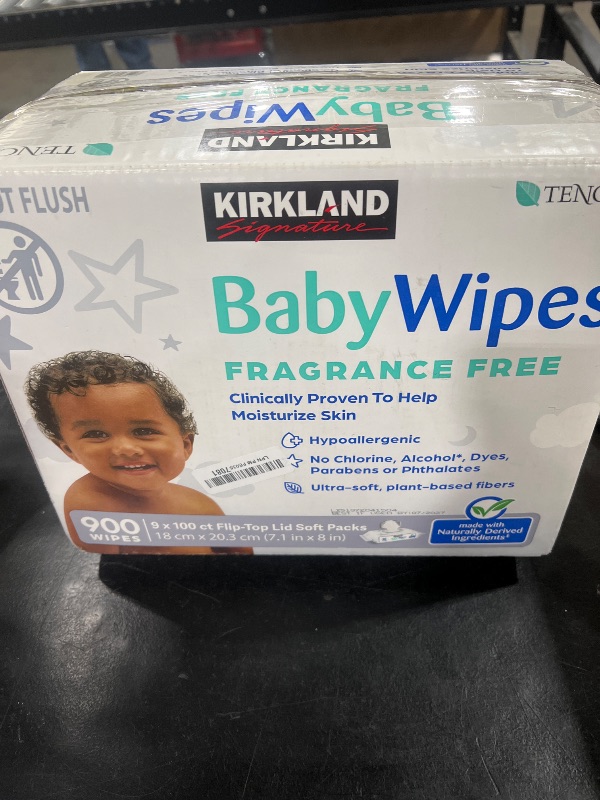 FRAGRANCE FREE
BabyWipes
KIRKLAND
Signature
TENC
OT FLUSH
KIRKLAND
Signature
TENC
BabyWipes
FRAGRANCE FREE
Clinically Proven To Help
Moisturize Skin
Hypoallergenic
No Chlorine, Alcohol*, Dyes,
Parabens or Phthalates
Ultra-soft, plant-based fibers
900
WIPES
9 x 100 ct Flip-Top Lid Soft Packs
18 cm x 20.3 cm (7.1 in x 8 in)
made with
Naturally Derived
Ingredients‡